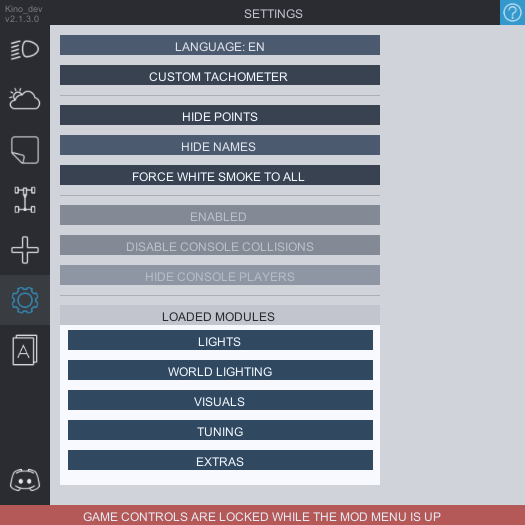 Kino_dev
v2.1.3.0
SETTINGS
?
LANGUAGE: EN
CUSTOM TACHOMETER
HIDE POINTS
HIDE NAMES
FORCE WHITE SMOKE TO ALL
ENABLED
DISABLE CONSOLE COLLISIONS
HIDE CONSOLE PLAYERS
LOADED MODULES
LIGHTS
WORLD LIGHTING
VISUALS
TUNING
EXTRAS
A
GAME CONTROLS ARE LOCKED WHILE THE MOD MENU IS UP